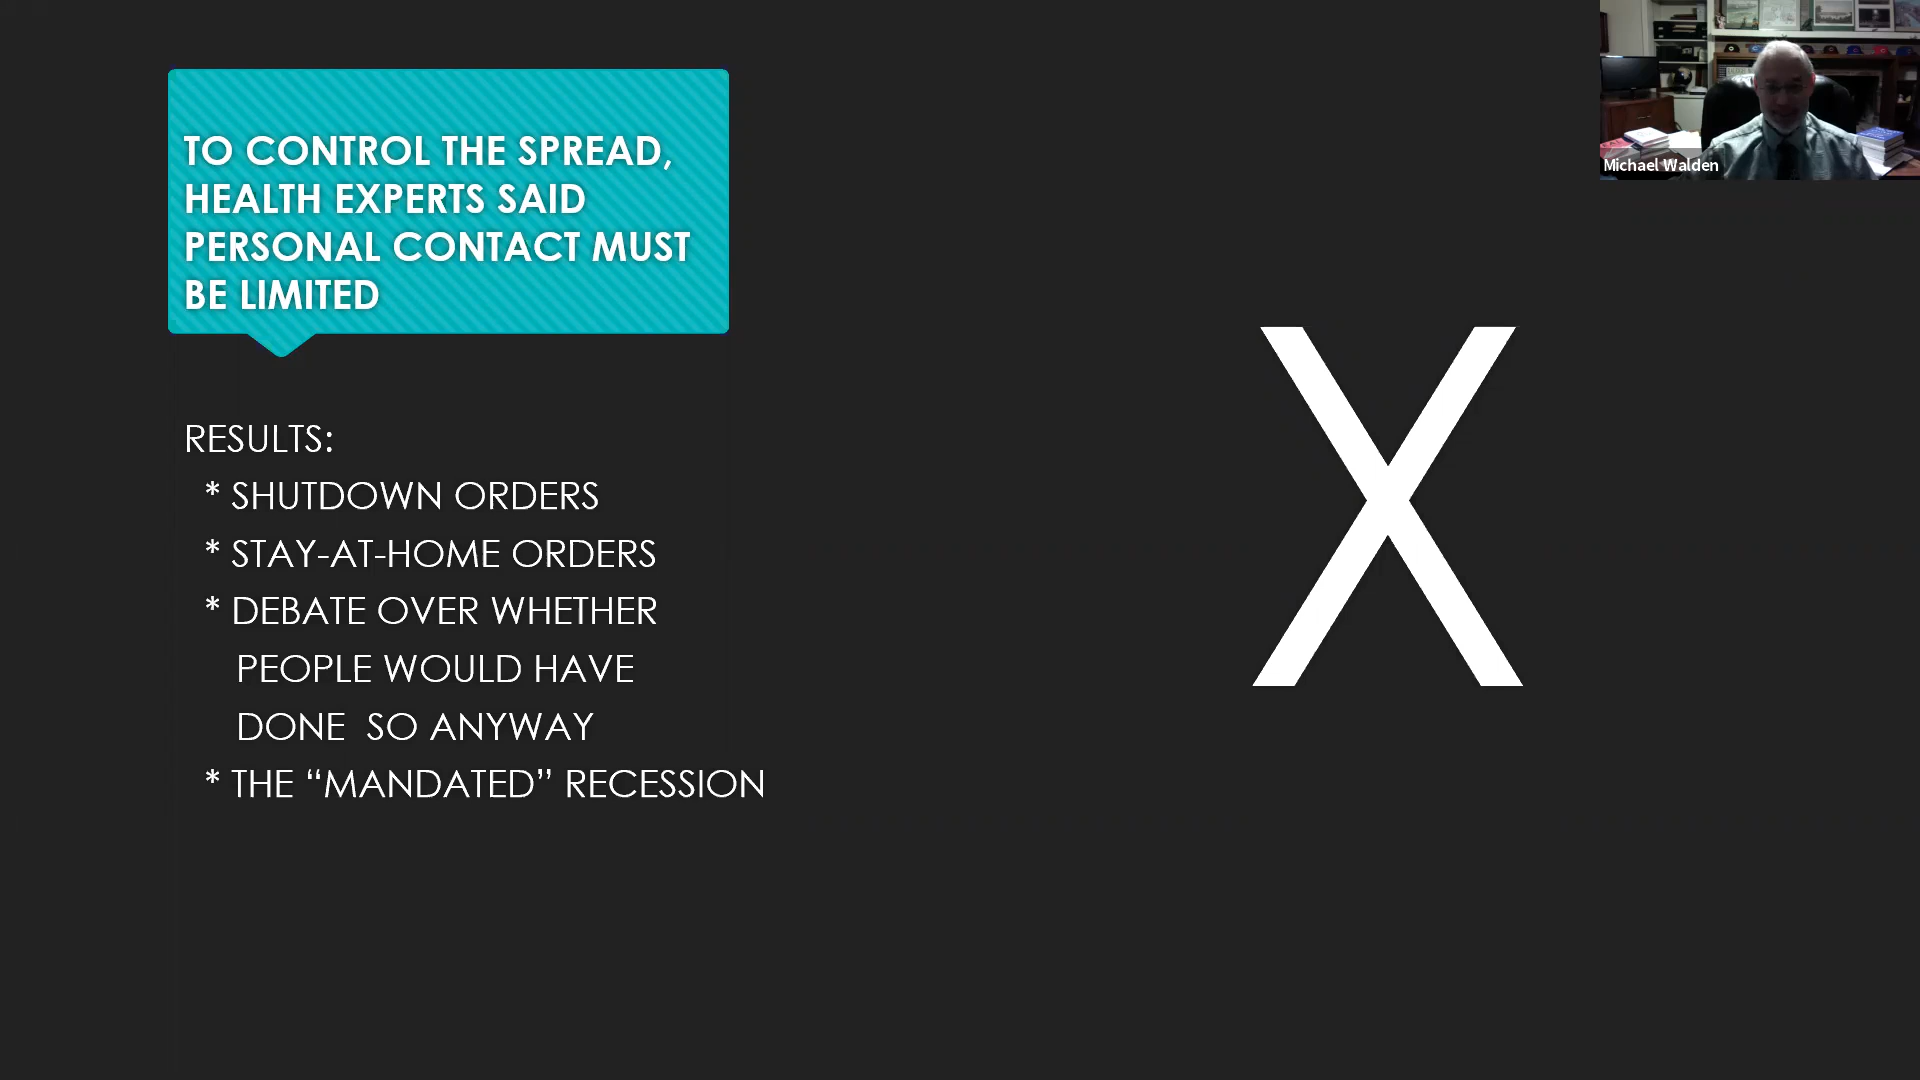 TO CONTROL THE SPREAD,
HEALTH EXPERTS SAID
PERSONAL CONTACT MUST
BE LIMITED
RESULTS:
* SHUTDOWN ORDERS
* STAY-AT-HOME ORDERS
* DEBATE OVER WHETHER
PEOPLE WOULD HAVE
DONE  SO ANYWAY
* THE “MANDATED” RECESSION
X
Michael Walden